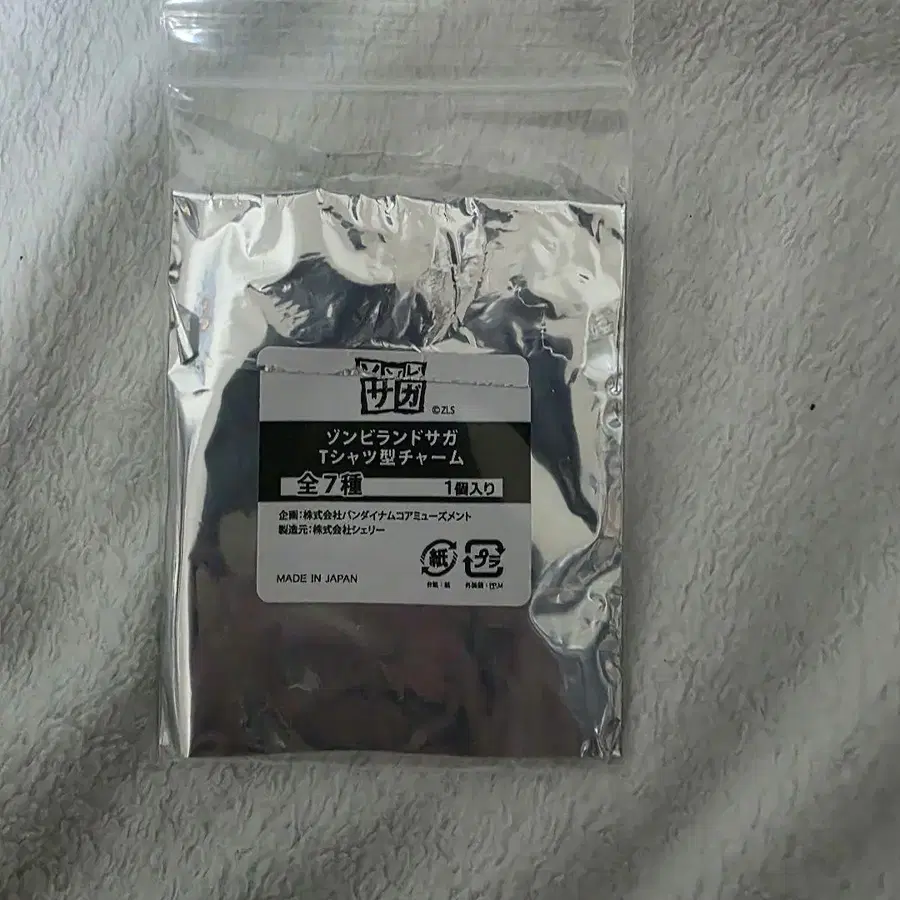 サガ
©ZLS
ゾンビランドサガ
Tシャツ型チャーム
全7種 1個入り
企画:株式会社バンダイナムコアミューズメント
製造元:株式会社シェリー
紙 プラ
台紙:紙
MADE IN JAPAN